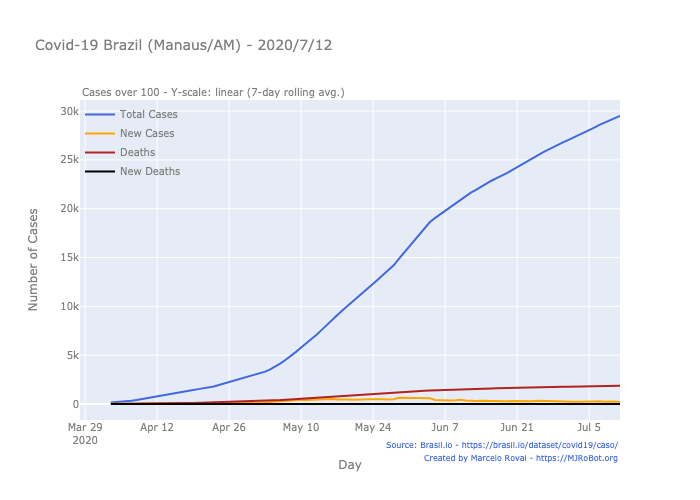 Covid-19 Brazil (Manaus/AM) - 2020/7/12
Cases over 100 - Y-scale: linear (7-day rolling avg.)
Total Cases
New Cases
Deaths
New Deaths
Number of Cases
30k
25k
20k
15k
10k
5k
0
Mar 29 Apr 12 Apr 26 May 10 May 24 Jun 7 Jun 21 Jul 5
2020
Source: Brasil.io - https://brasil.io/dataset/covid19/caso/
Created by Marcelo Rovai - https://MJRoBot.org
Day